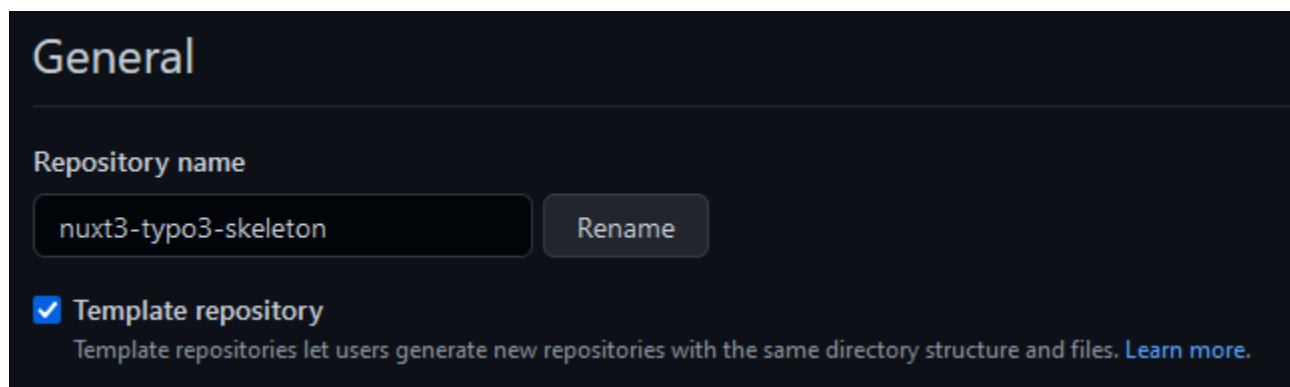 General
Repository name
nuxt3-typo3-skeleton
Rename
Template repository
Template repositories let users generate new repositories with the same directory structure and files. Learn more.